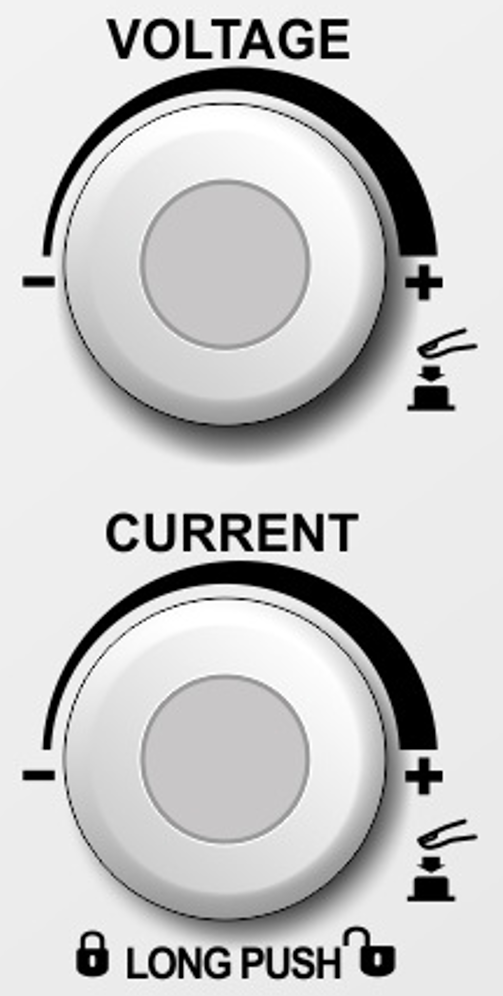 VOLTAGE
- +
CURRENT
- +
LONG PUSH